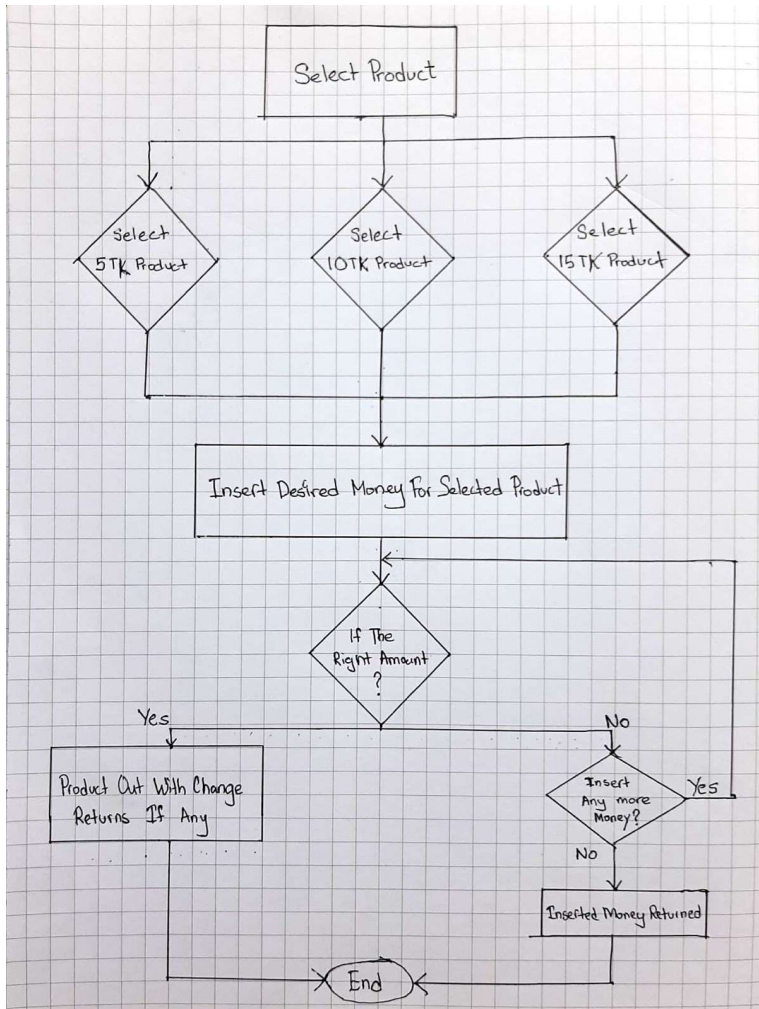 Select Product
Select
5TK Product
Select
10TK Product
Select
15TK Product
Insert Desired Money For Selected Product
If The
Right Amount
?
Yes
No
Product Out With Change
Returns If Any
Insert
Any more
Money?
Yes
No
Inserted Money Returned
End